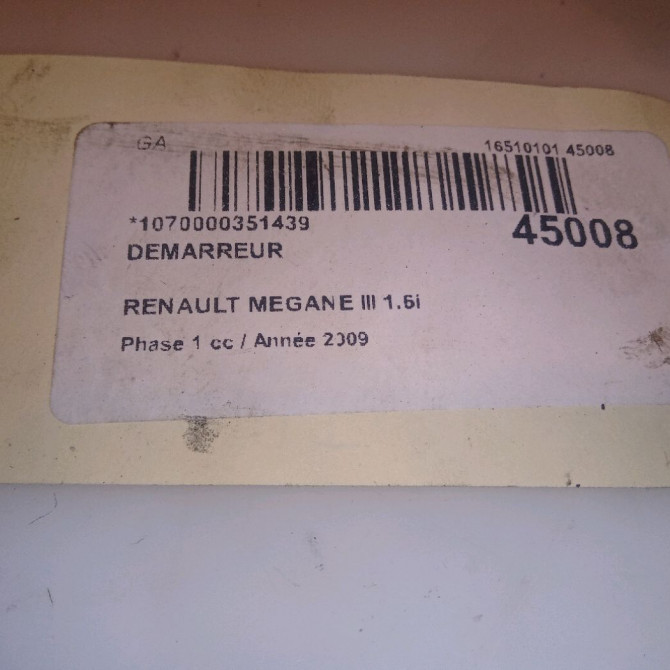 GA 16510101 45008
*1070000351439 45008
DEMARREUR
RENAULT MEGANE III 1.6i
Phase 1 cc / Année 2009